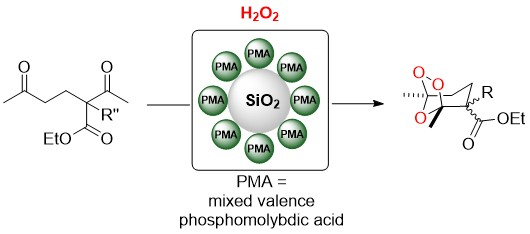 H2O2
PMA
PMA PMA
PMA SiO2 PMA
PMA PMA
PMA
PMA =
mixed valence
phosphomolybdic acid
O O
R"
EtO O
O O
R
O
OEt
O